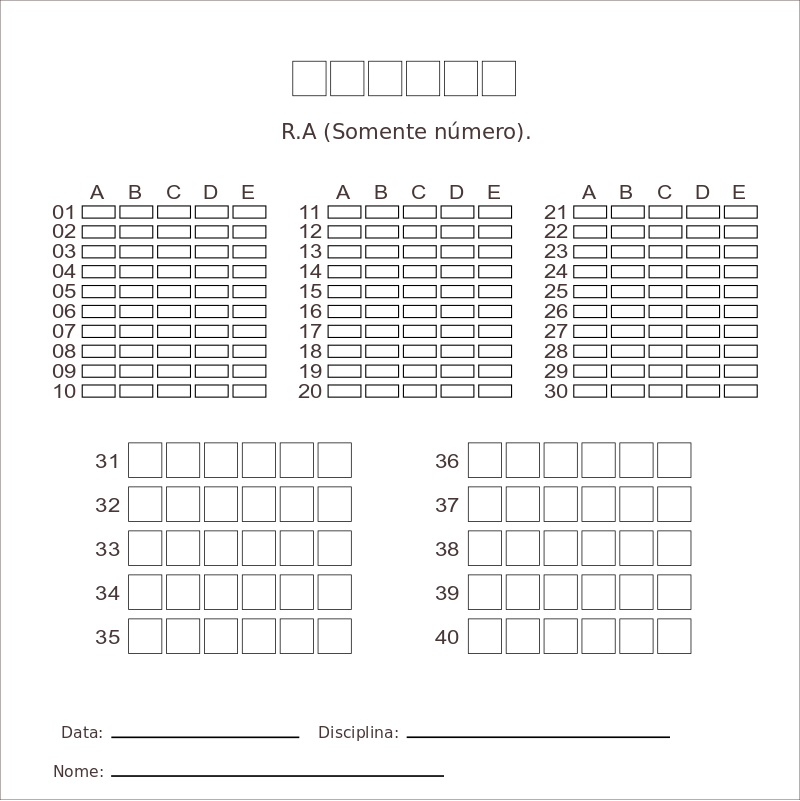 R.A (Somente número).
A B C D E A B C D E A B C D E
01 11 21
02 12 22
03 13 23
04 14 24
05 15 25
06 16 26
07 17 27
08 18 28
09 19 29
10 20 30
31 36
32 37
33 38
34 39
35 40
Data: Disciplina:
Nome: